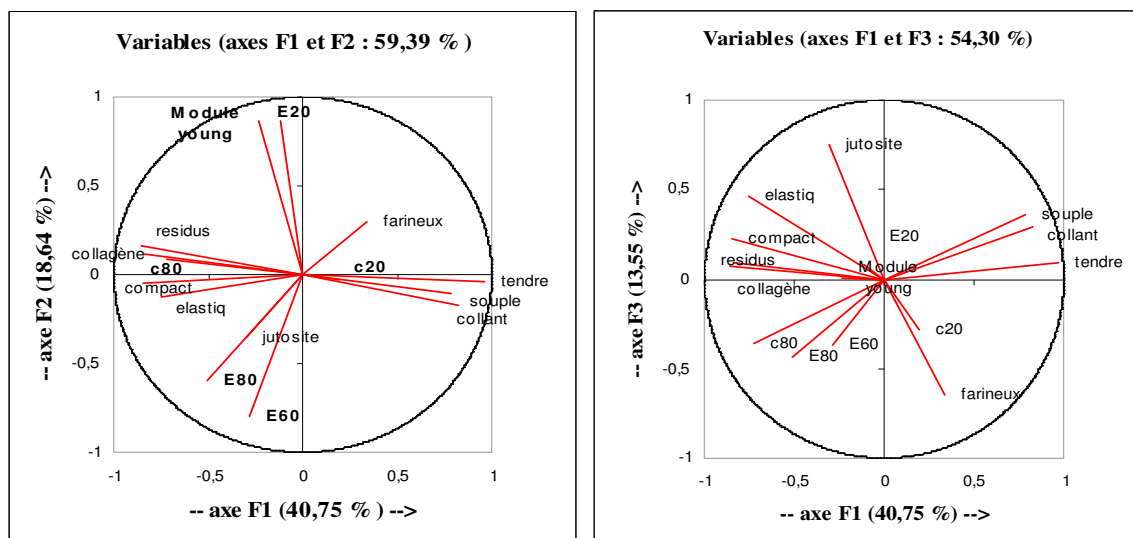 Variables (axes F1 et F2 : 59,39 % )
-- axe F2 (18,64 %) -->
1
0,5
0
-0,5
-1
Module
young
E20
farineux
residus
collagène
c80
c20
tendre
compact
souple
elastiq
collant
jutosite
E80
E60
-1
-0,5
0
0,5
1
-- axe F1 (40,75 % ) -->
Variables (axes F1 et F3 : 54,30 %)
-- axe F3 (13,55 %) -->
1
0,5
0
-0,5
-1
jutosite
elastiq
souple
compact
E20
collant
residus
Module
tendre
collagène
young
c80
E80
E60
c20
farineux
-1
-0,5
0
0,5
1
-- axe F1 (40,75 %) -->